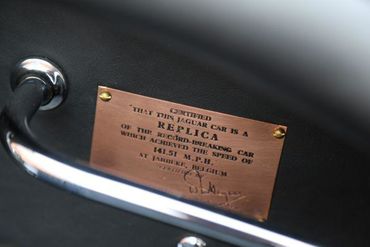 CERTIFIED
"THAT THIS JAGUAR CAR IS A
REPLICA
OF THE RECORD-BREAKING CAR
WHICH ACHIEVED THE SPEED OF
141.51 M.P.H.
AT JABBEKE, BELGIUM